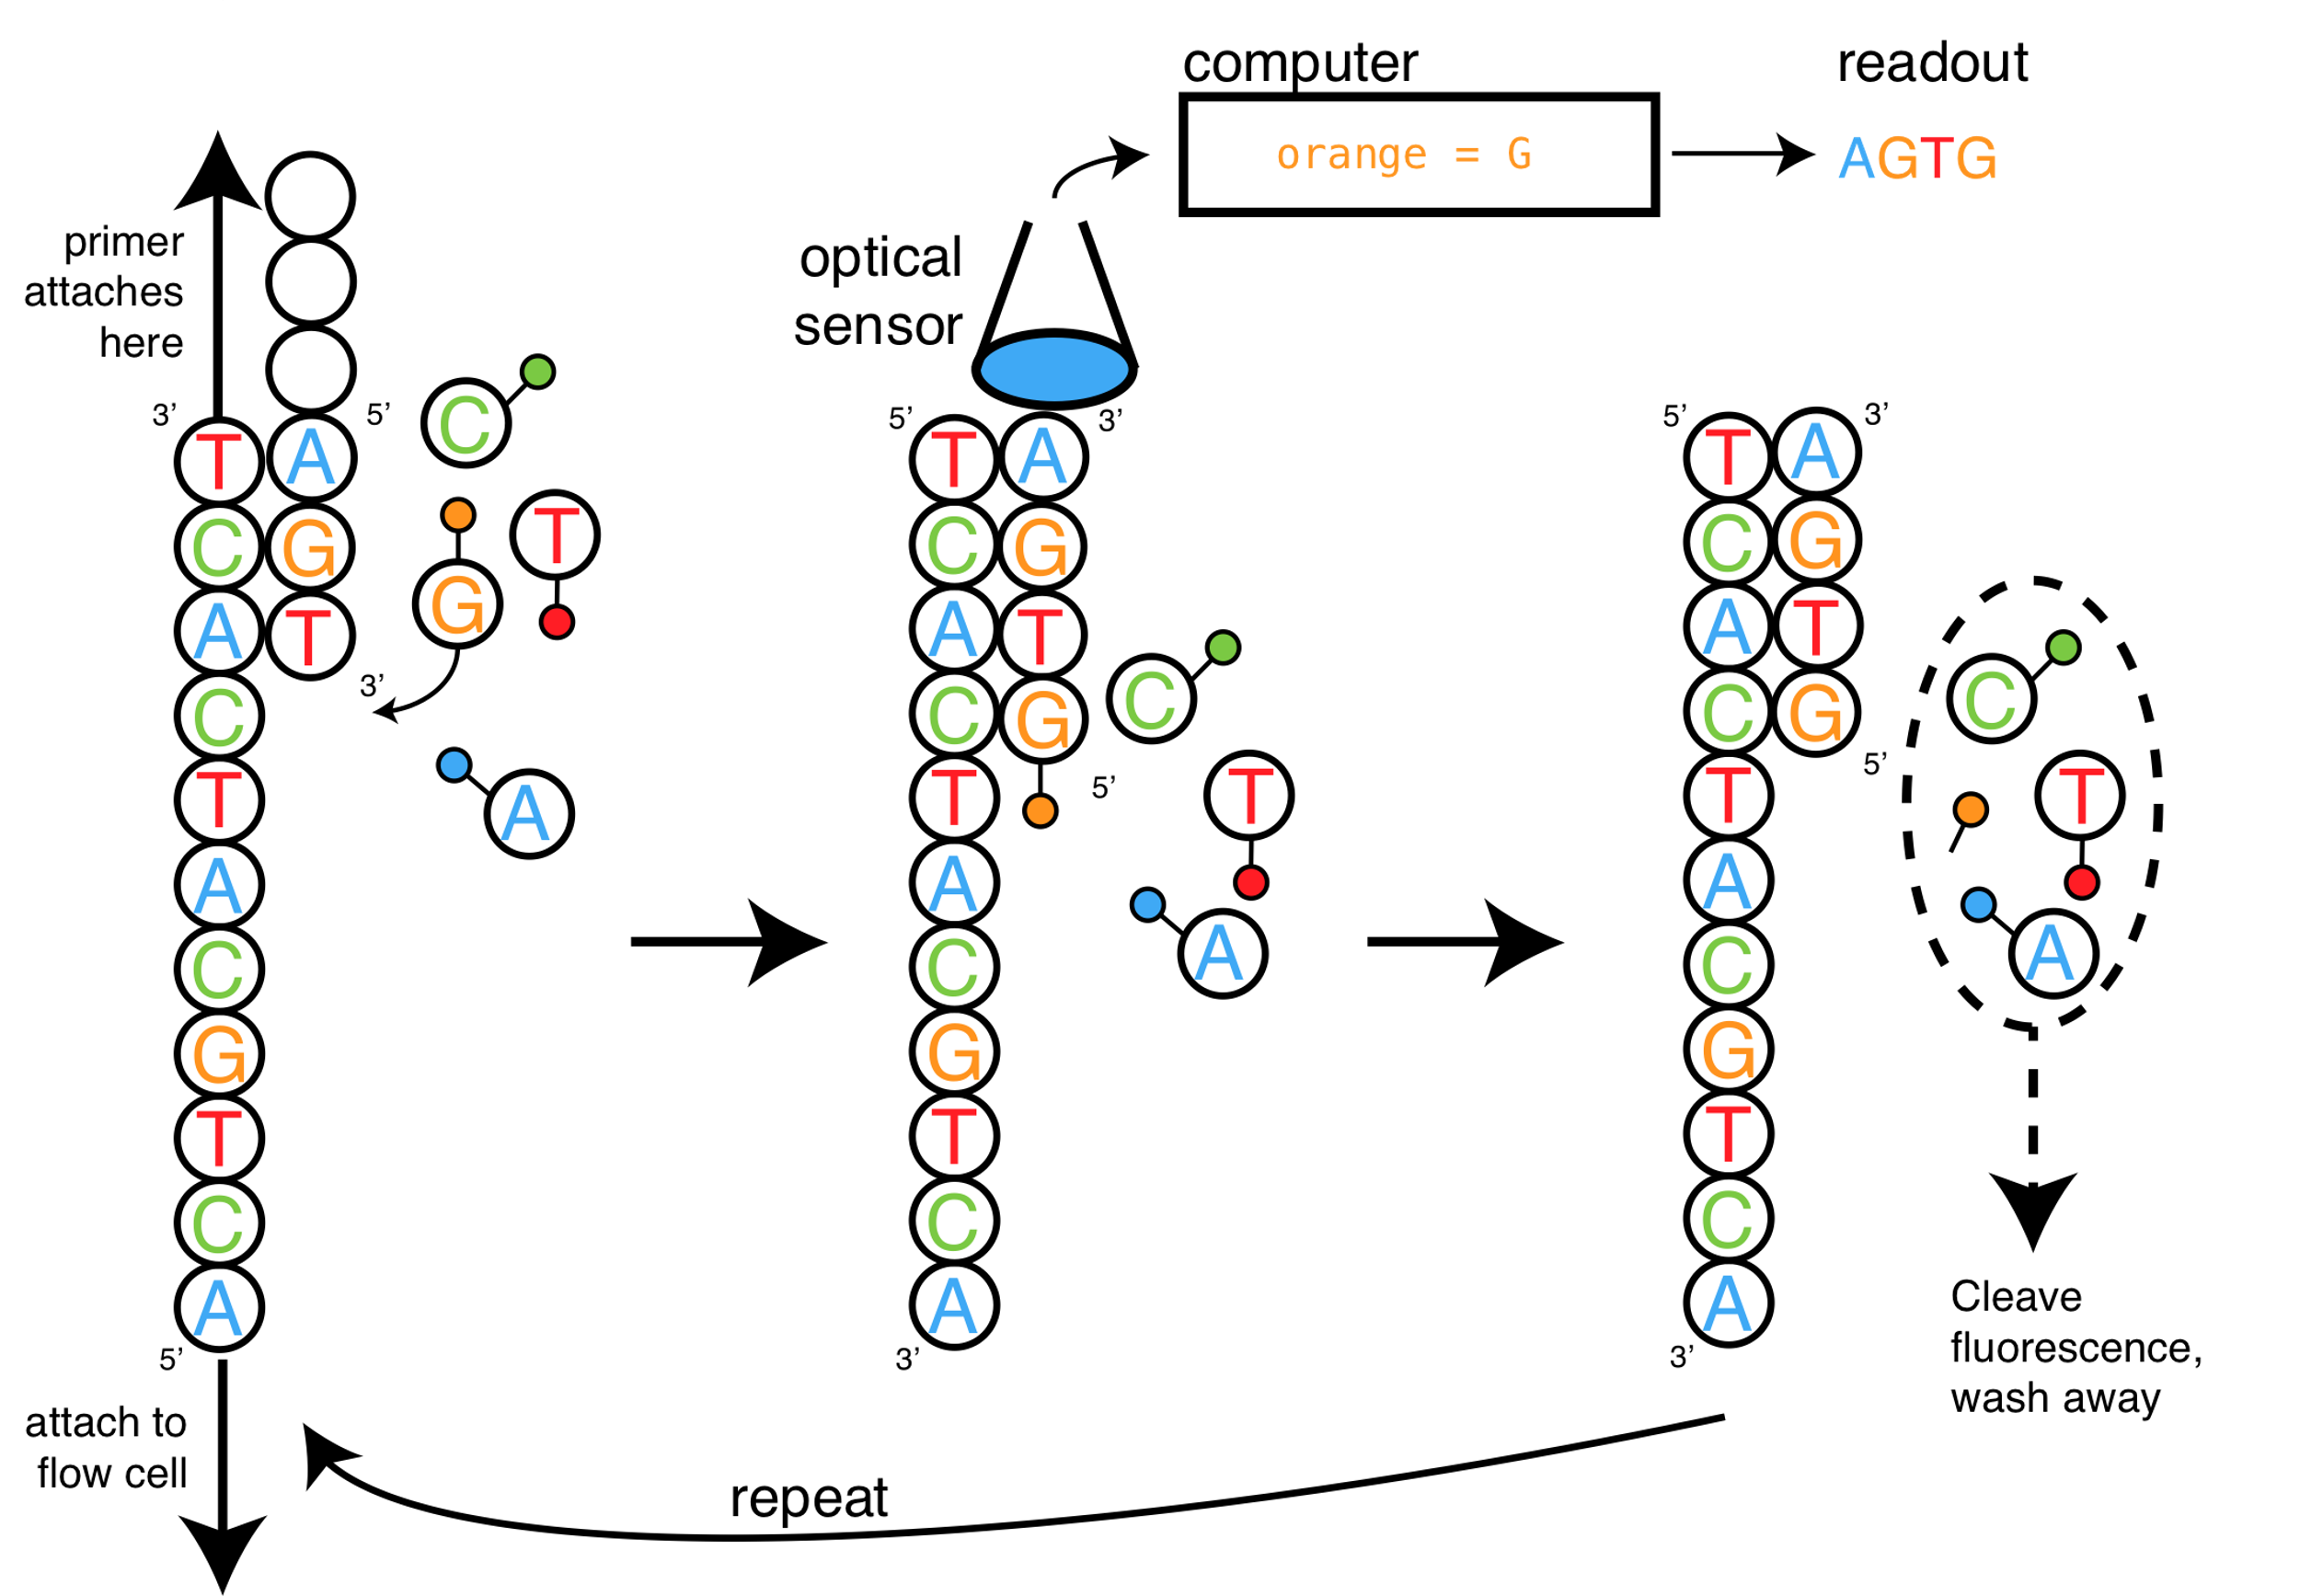 computer
readout
orange = G
AGTG
primer
attaches
here
optical
sensor
3’
5’
T A
C G
A T
3’
C
T
A
C
G
T
C
A
5’
C
G
T
A
attach to
flow cell
5’
3’
T A
C G
A T
C G
5’
T
A
C
G
T
C
A
3’
C
T
A
5’
3’
T A
C G
A T
C G
5’
T
A
C
G
T
C
A
3’
C
T
A
Cleave
fluorescence,
wash away
repeat